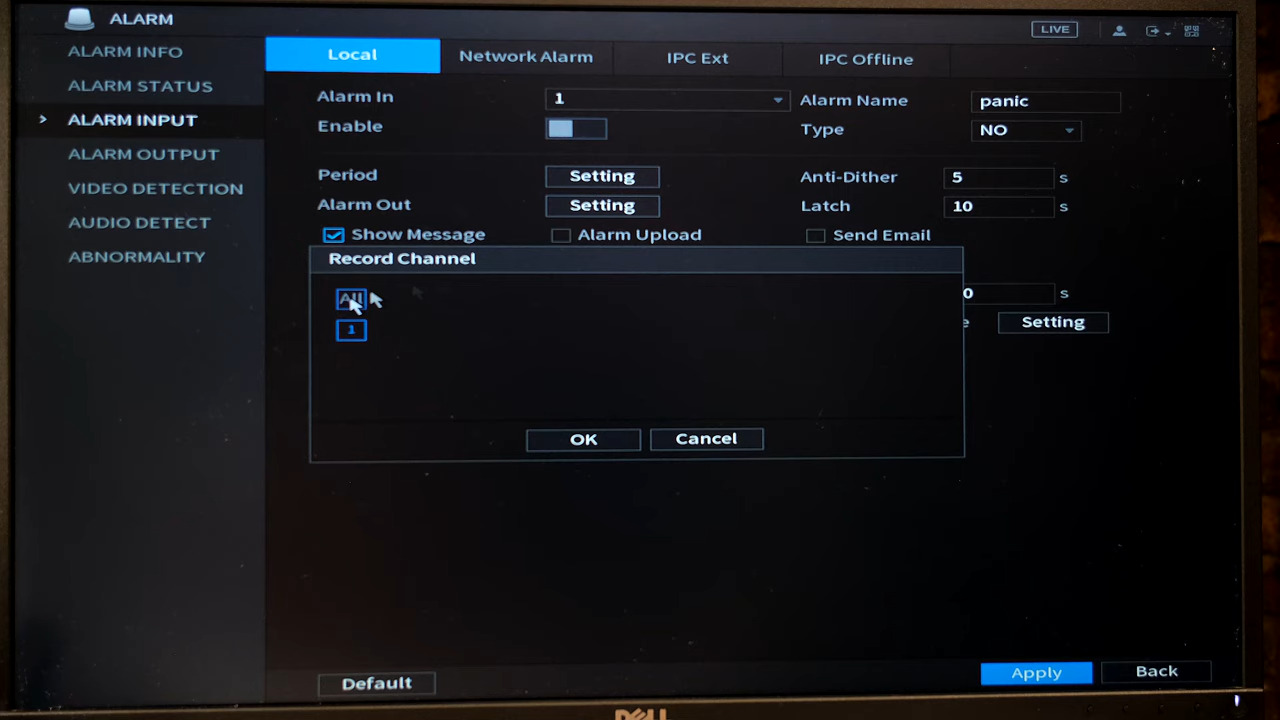 ALARM
LIVE
ALARM INFO
ALARM STATUS
ALARM INPUT
ALARM OUTPUT
VIDEO DETECTION
AUDIO DETECT
ABNORMALITY
Local Network Alarm IPC Ext IPC Offline
Alarm In 1 Alarm Name panic
Enable Type NO
Period Setting Anti-Dither 5 s
Alarm Out Setting Latch 10 s
Show Message Alarm Upload Send Email
Record Channel
All
1
0 s
e Setting
OK Cancel
Default Apply Back
DELL